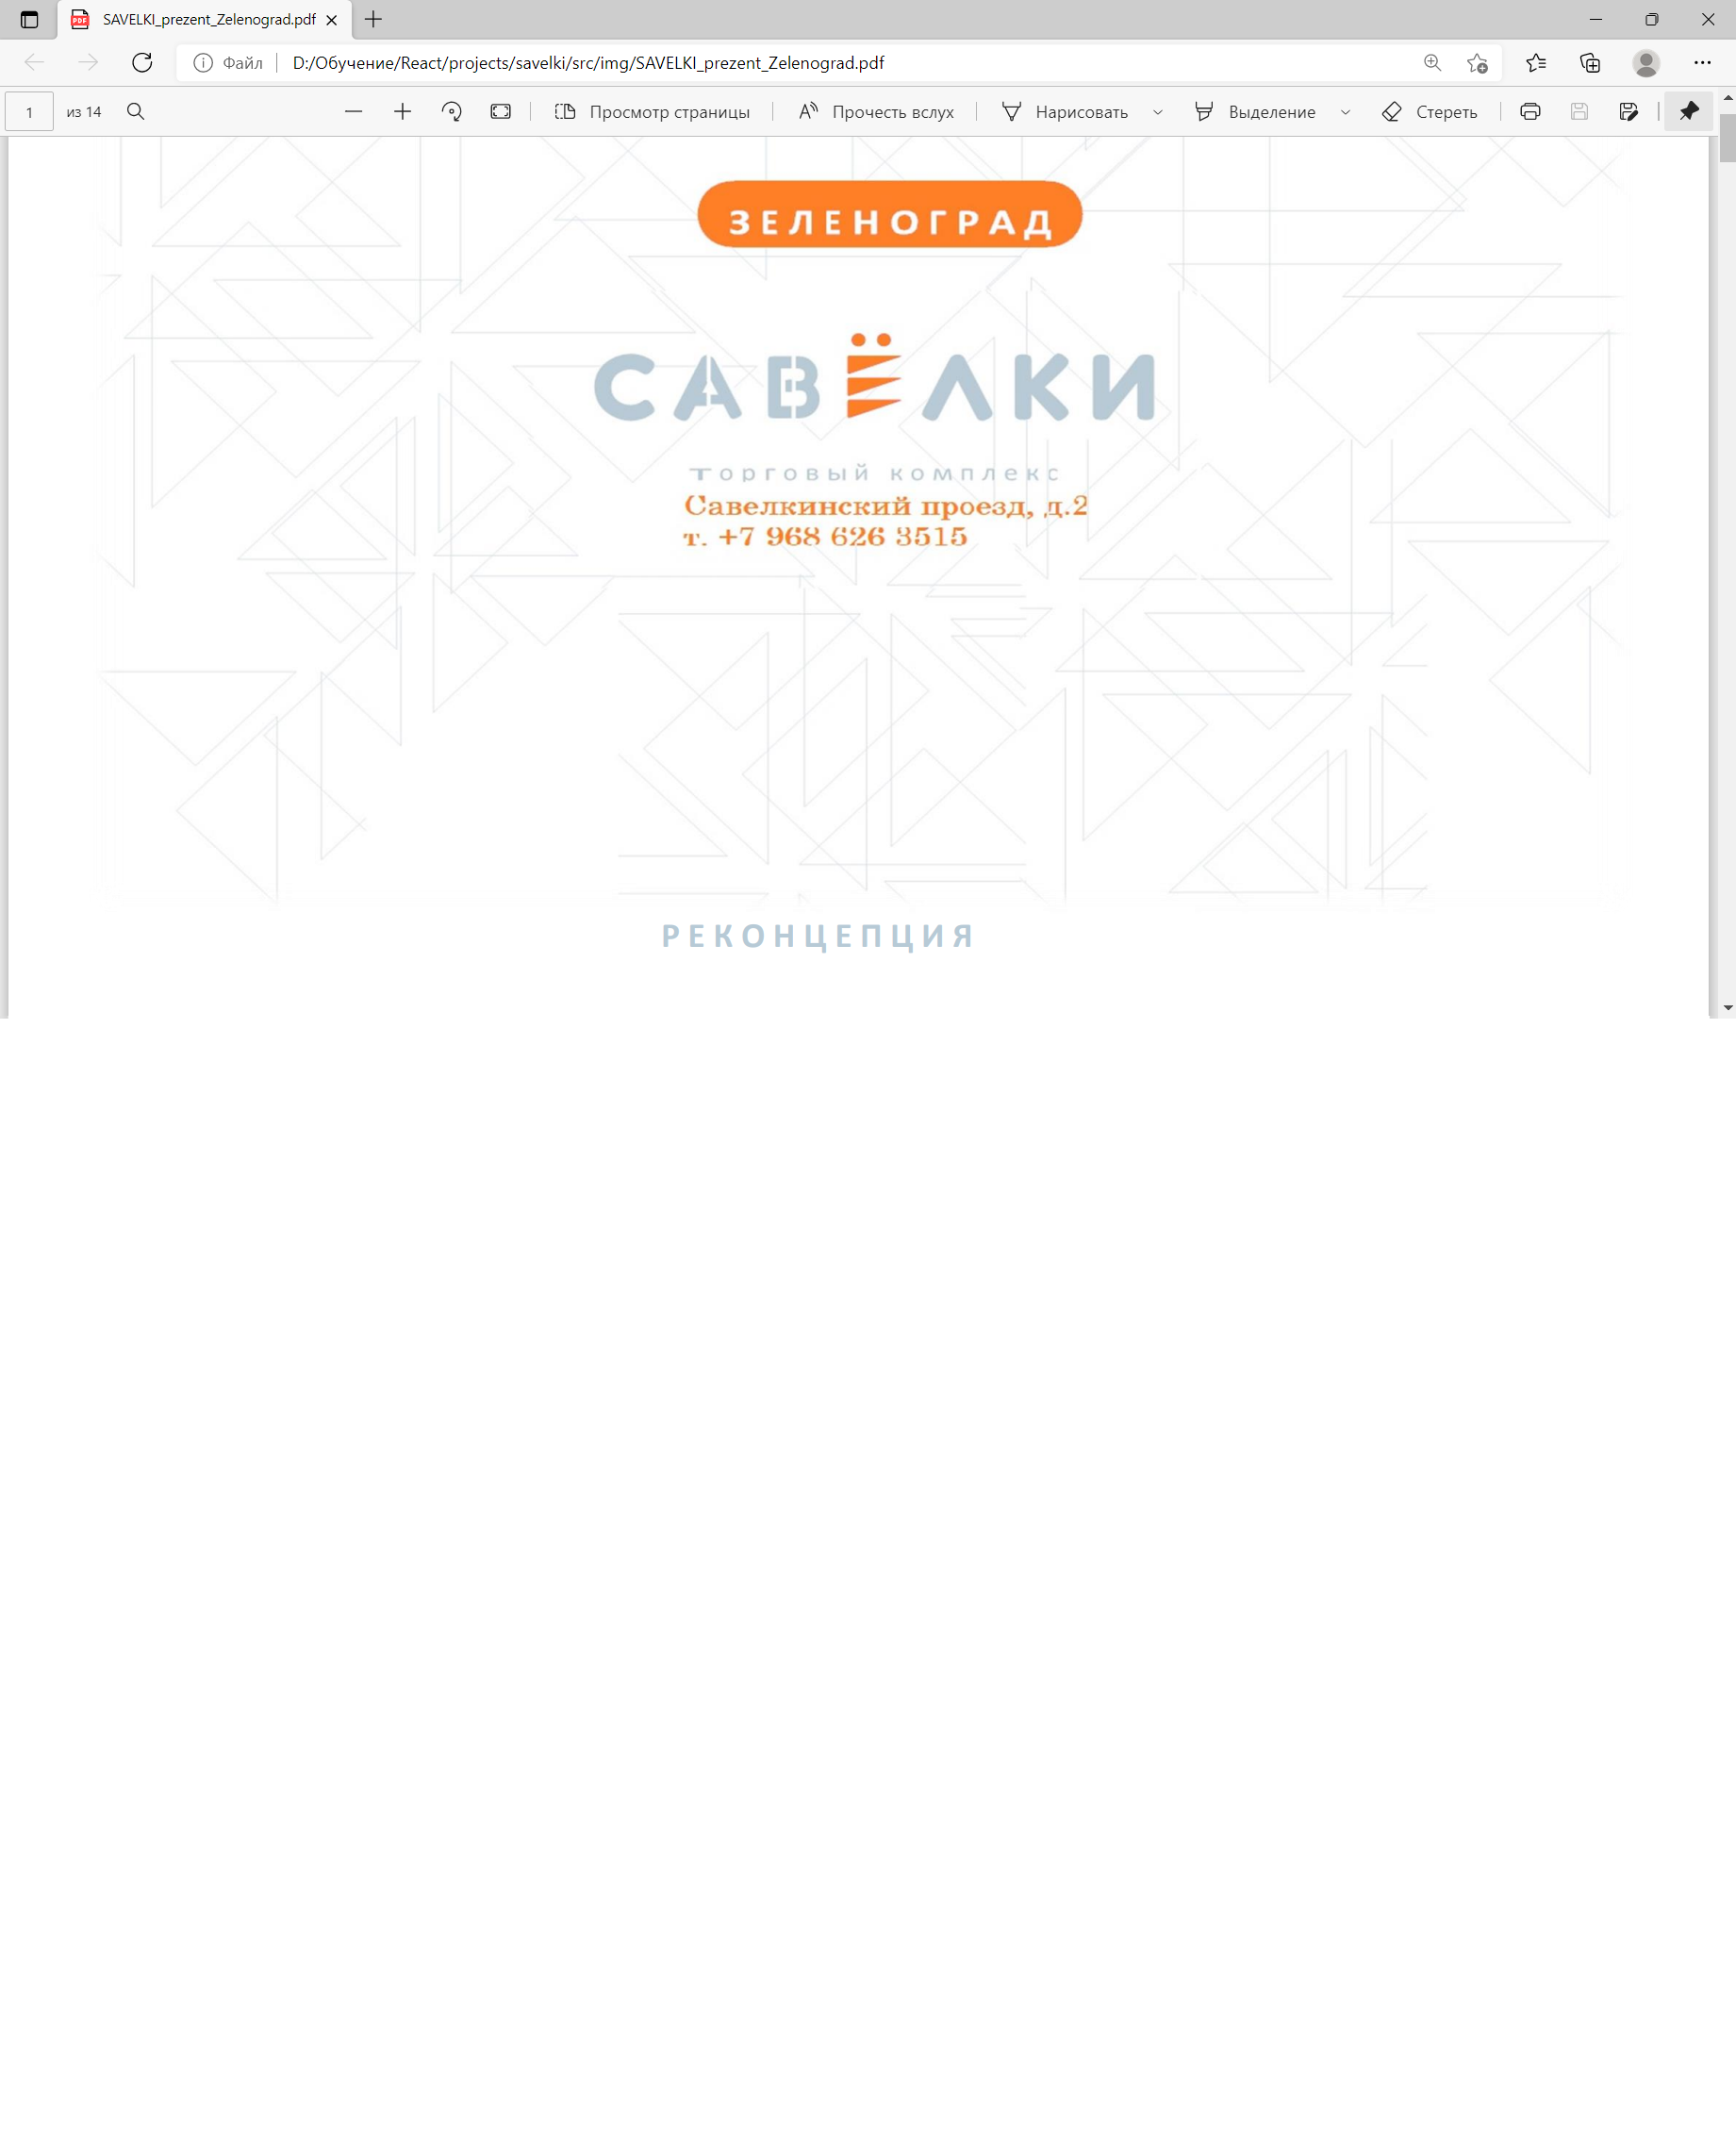 SAVELKI_prezent_Zelenograd.pdf
Файл D:/Обучение/React/projects/savelki/src/img/SAVELKI_prezent_Zelenograd.pdf
1 из 14 Просмотр страницы Прочесть вслух Нарисовать Выделение Стереть
ЗЕЛЕНОГРАД
САВЁЛКИ
торговый комплекс
Савелкинский проезд, д.2
т. +7 968 626 3515
РЕКОНЦЕПЦИЯ